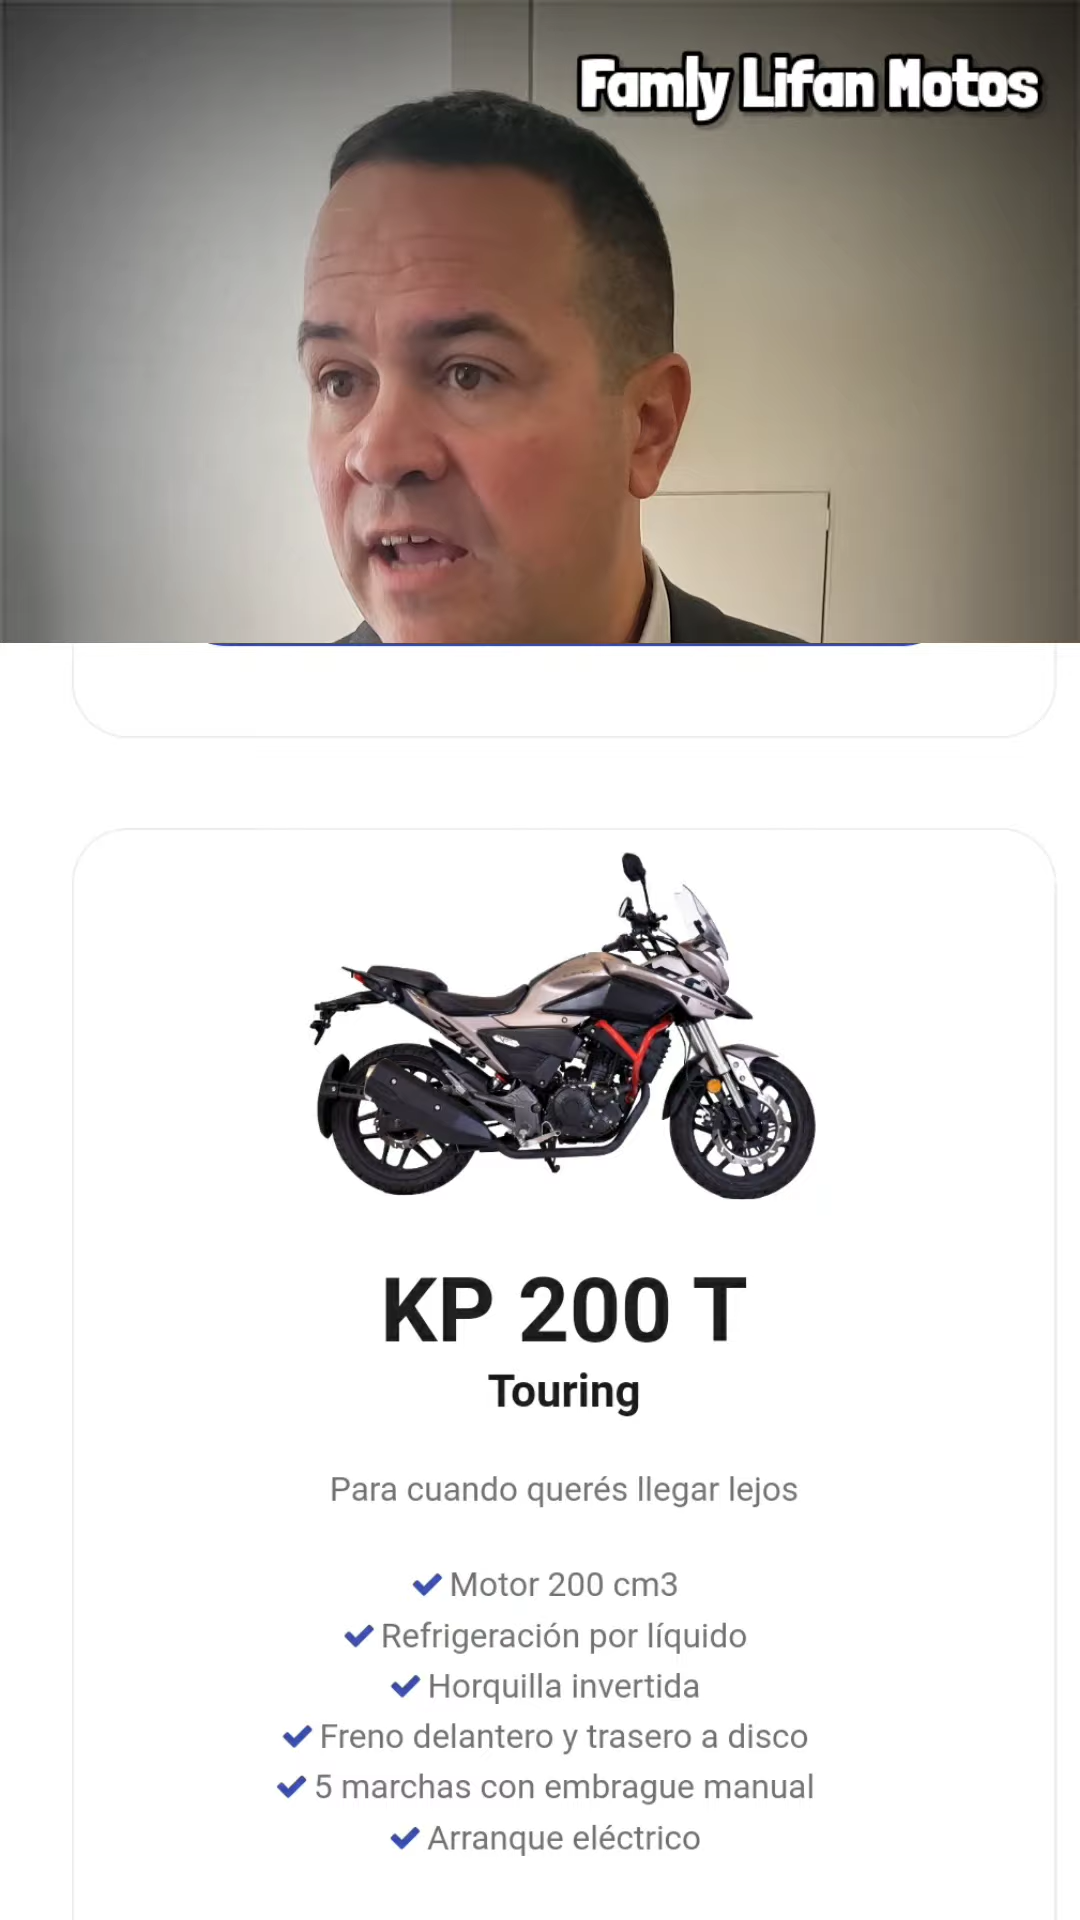 Famly Lifan Motos
KP 200 T
Touring
Para cuando querés llegar lejos
Motor 200 cm3
Refrigeración por líquido
Horquilla invertida
Freno delantero y trasero a disco
5 marchas con embrague manual
Arranque eléctrico